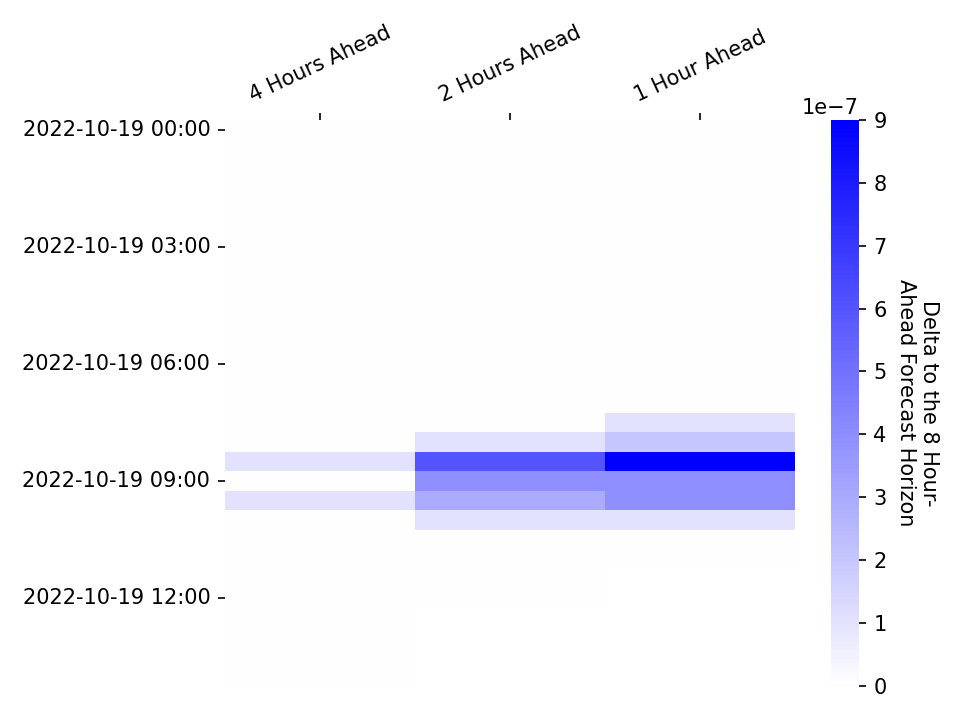 4 Hours Ahead
2 Hours Ahead
1 Hour Ahead
1e−7
2022-10-19 00:00
2022-10-19 03:00
2022-10-19 06:00
2022-10-19 09:00
2022-10-19 12:00
9
8
7
6
5
4
3
2
1
0
Delta to the 8 Hour-
Ahead Forecast Horizon